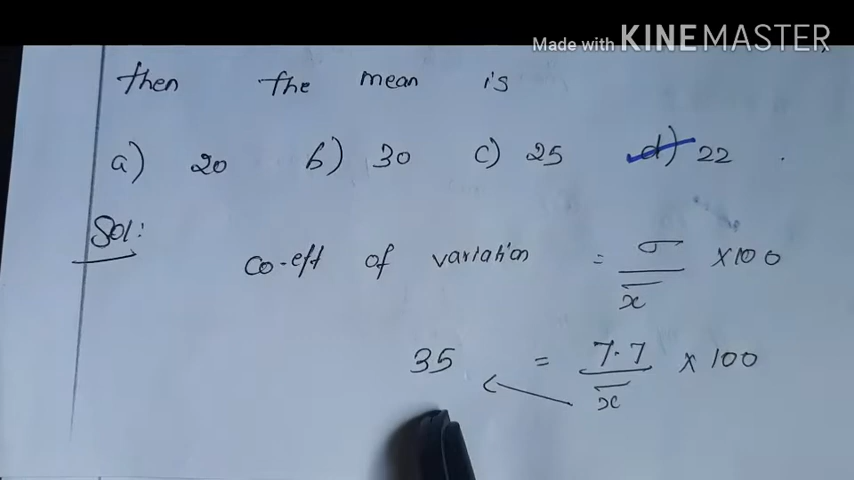 Made with KINEMASTER
then the mean is
a) 20 b) 30 c) 25 d) 22 .
Sol:
co-eff of variation = σ / x̅ × 100
35 = 7.7 / x̅ × 100